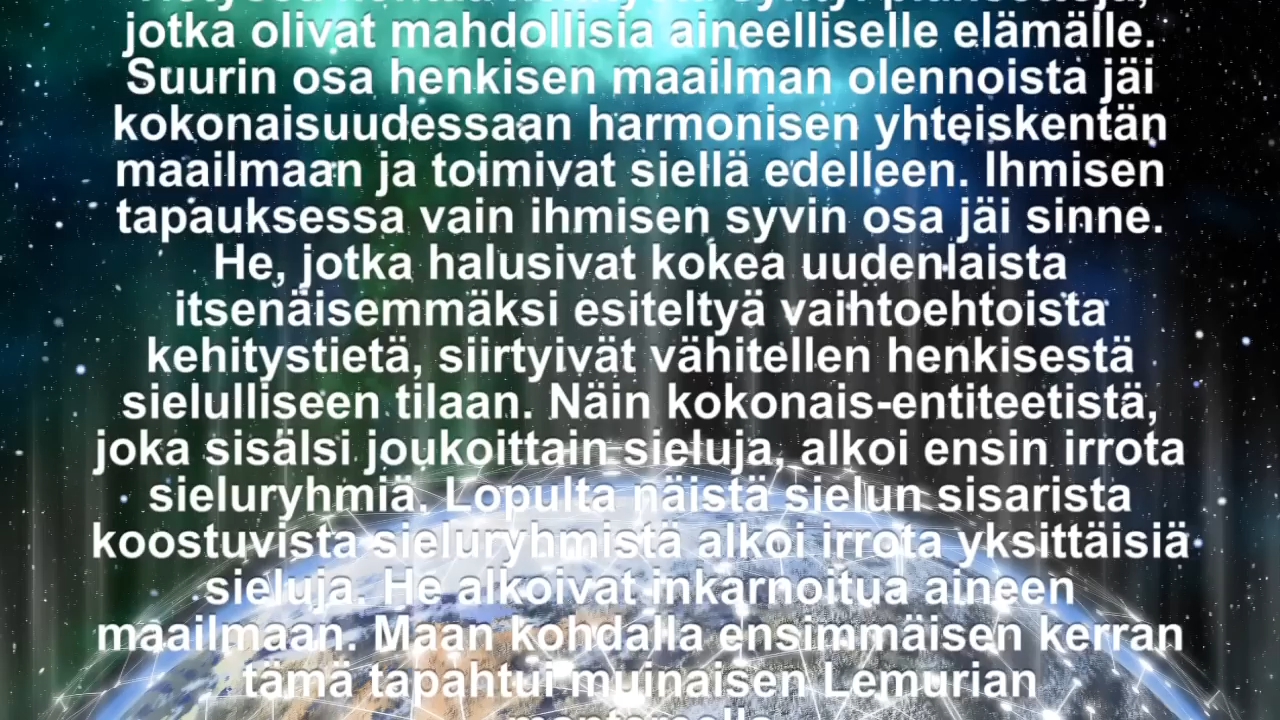 jotka olivat mahdollisia aineelliselle elämälle.
Suurin osa henkisen maailman olennoista jäi
kokonaisuudessaan harmonisen yhteiskentän
maailmaan ja toimivat siellä edelleen. Ihmisen
tapauksessa vain ihmisen syvin osa jäi sinne.
He, jotka halusivat kokea uudenlaista
itsenäisemmäksi esiteltyä vaihtoehtoista
kehitystietä, siirtyivät vähitellen henkisestä
sielulliseen tilaan. Näin kokonais-entiteetistä,
joka sisälsi joukoittain sieluja, alkoi ensin irrota
sieluryhmiä. Lopulta näistä sielun sisarista
koostuvista sieluryhmistä alkoi irrota yksittäisiä
sieluja. He alkoivat inkarnoitua aineen
maailmaan. Maan kohdalla ensimmäisen kerran
tämä tapahtui muinaisen Lemurian